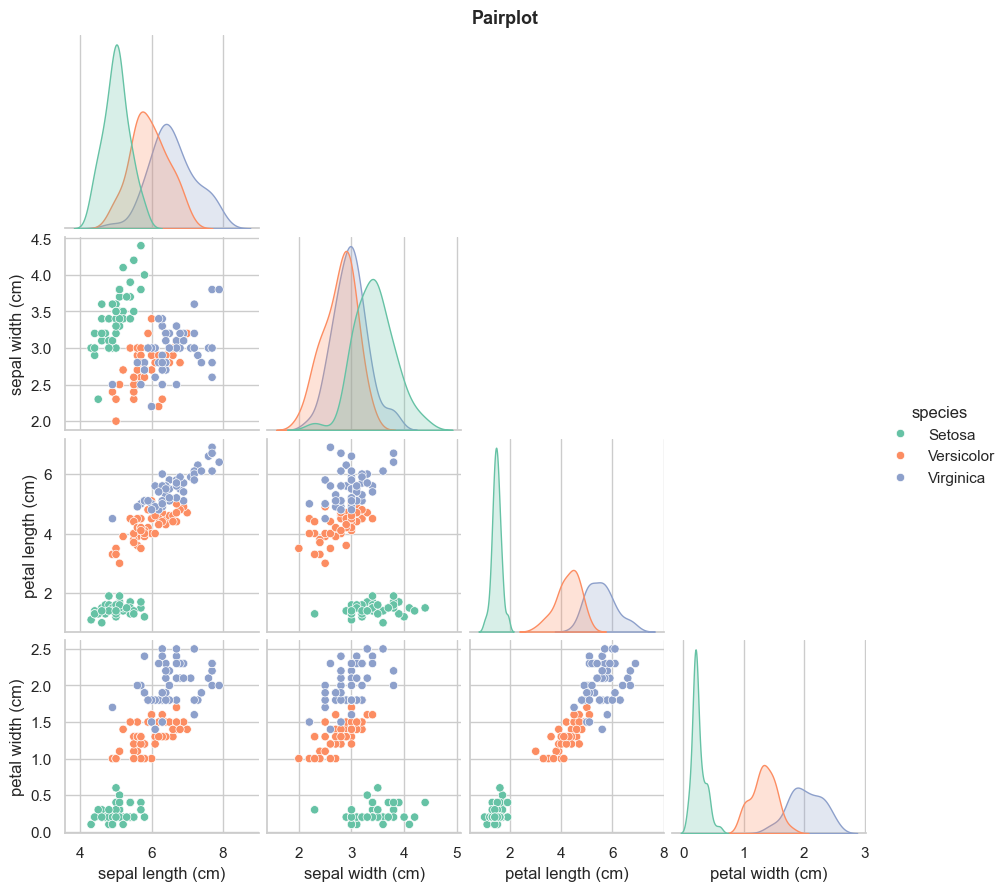 Pairplot
4.5
4.0
3.5
3.0
2.5
2.0
sepal width (cm)
6
4
2
petal length (cm)
species
Setosa
Versicolor
Virginica
2.5
2.0
1.5
1.0
0.5
0.0
petal width (cm)
4 6 8 2 3 4 5 2 4 6 8 0 1 2 3
sepal length (cm) sepal width (cm) petal length (cm) petal width (cm)